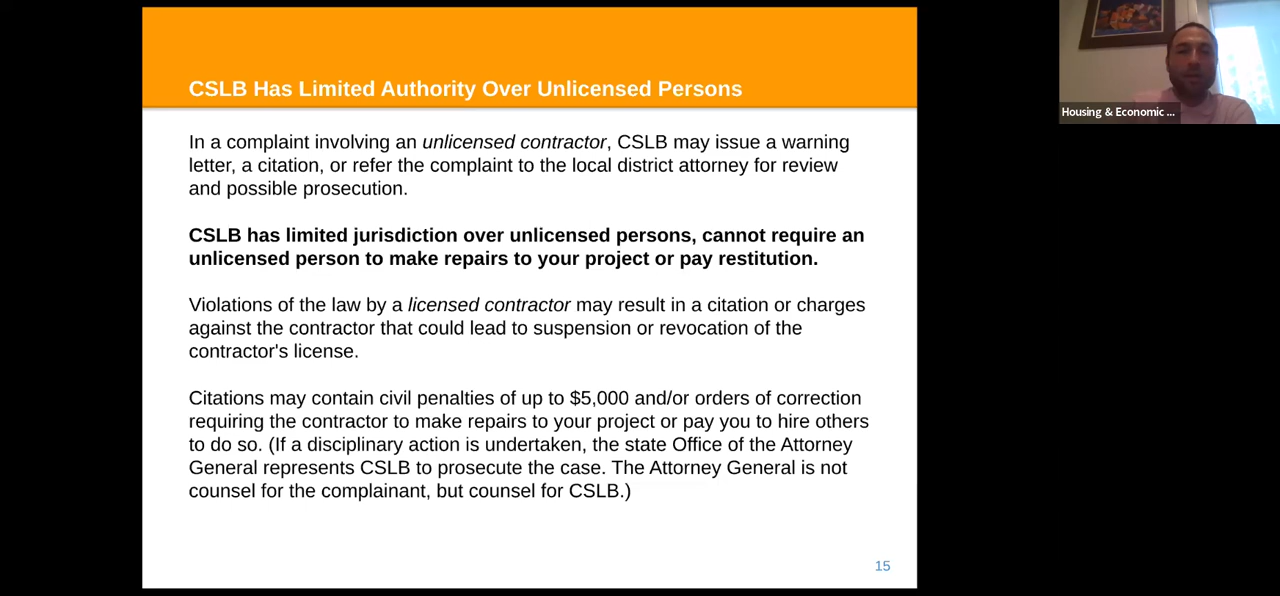 CSLB Has Limited Authority Over Unlicensed Persons
Housing & Economic ...
In a complaint involving an unlicensed contractor, CSLB may issue a warning
letter, a citation, or refer the complaint to the local district attorney for review
and possible prosecution.
CSLB has limited jurisdiction over unlicensed persons, cannot require an
unlicensed person to make repairs to your project or pay restitution.
Violations of the law by a licensed contractor may result in a citation or charges
against the contractor that could lead to suspension or revocation of the
contractor's license.
Citations may contain civil penalties of up to $5,000 and/or orders of correction
requiring the contractor to make repairs to your project or pay you to hire others
to do so. (If a disciplinary action is undertaken, the state Office of the Attorney
General represents CSLB to prosecute the case. The Attorney General is not
counsel for the complainant, but counsel for CSLB.)
15